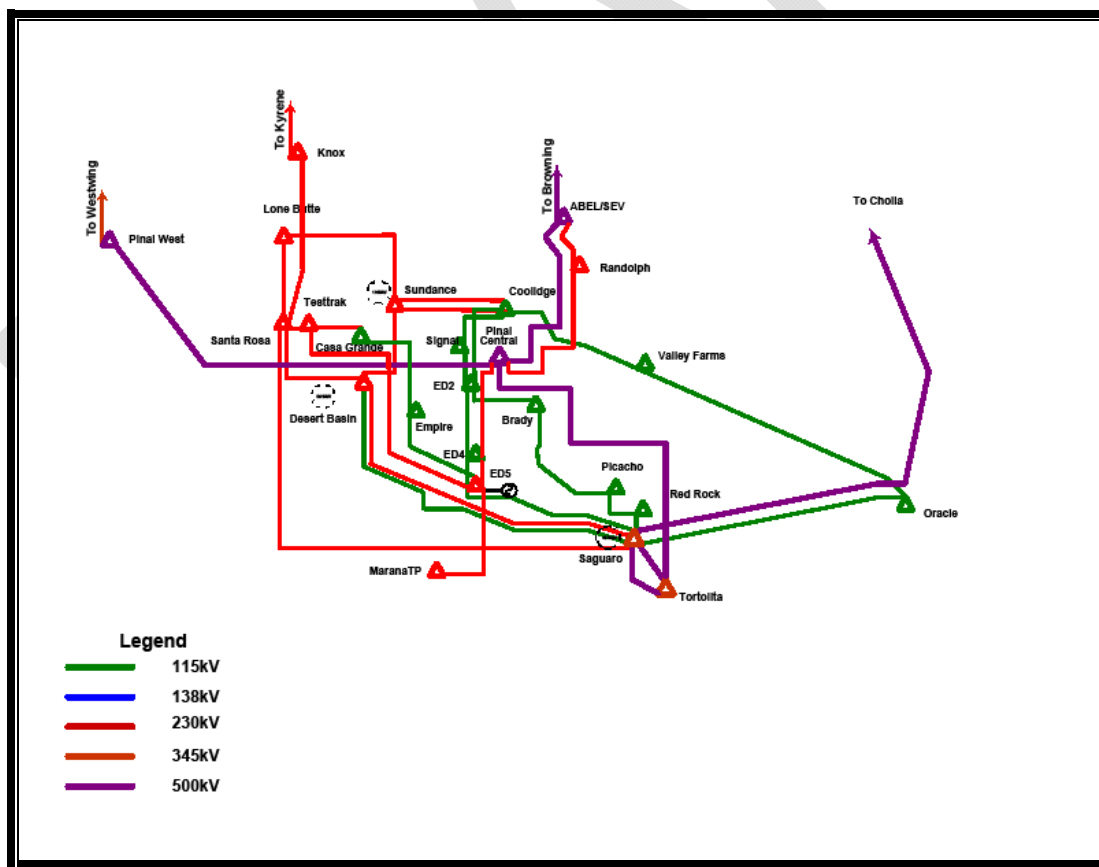 To Kyrene
Knox
To Westwing
Pinal West
Lone Butte
To Browning
ABEL/SEV
To Cholla
Randolph
Sundance
Coolidge
Testtrak
Santa Rosa
Casa Grande
Signal
Pinal
Central
Valley Farms
ED2
Desert Basin
Empire
Brady
ED4
ED5
Picacho
Red Rock
Oracle
Saguaro
MaranaTP
Tortolita
Legend
115kV
138kV
230kV
345kV
500kV